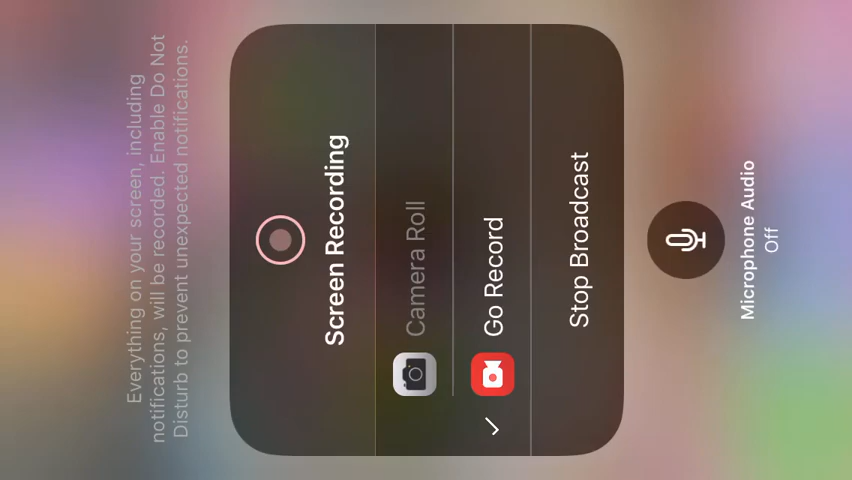 Everything on your screen, including
notifications, will be recorded. Enable Do Not
Disturb to prevent unexpected notifications.
Screen Recording
Camera Roll
Go Record
Stop Broadcast
Microphone Audio
Off